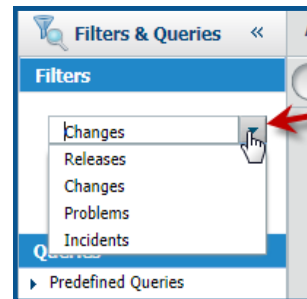 Filters & Queries «
Filters
Changes
Releases
Changes
Problems
Incidents
Predefined Queries